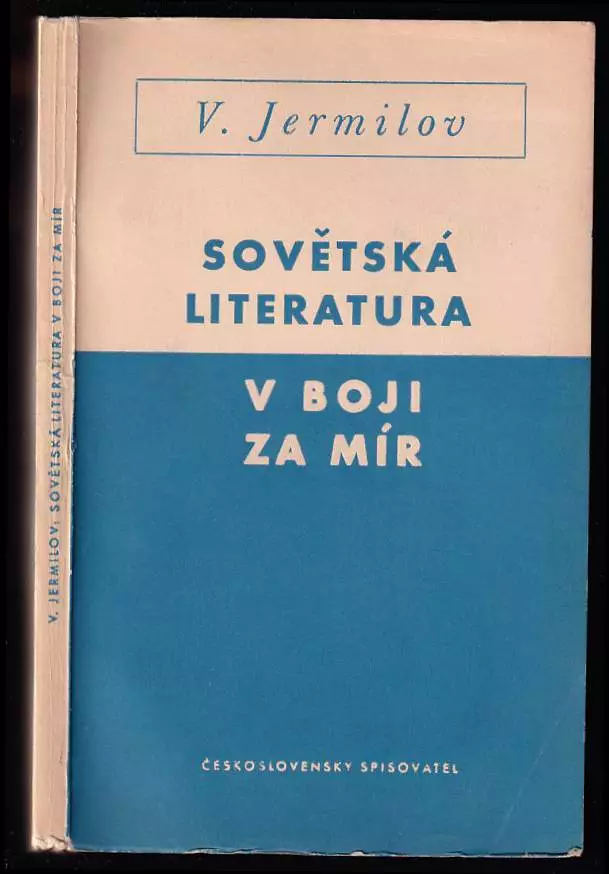 V. Jermilov
SOVĚTSKÁ
LITERATURA
V BOJI
ZA MÍR
ČESKOSLOVENSKÝ SPISOVATEL
V. JERMILOV: SOVĚTSKÁ LITERATURA V BOJI ZA MÍR